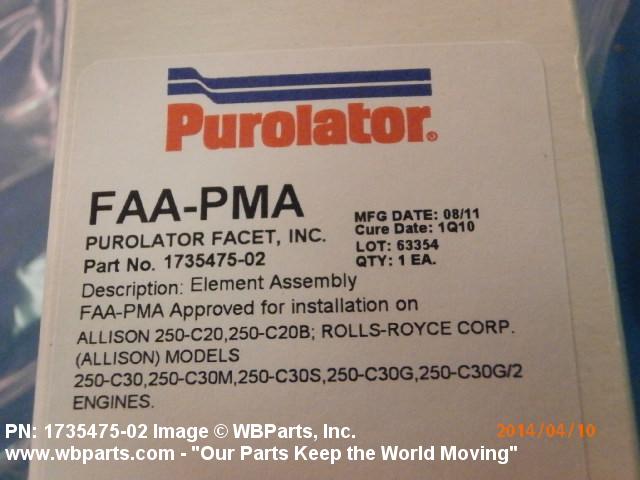 Purolator®
FAA-PMA
MFG DATE: 08/11
Cure Date: 1Q10
PUROLATOR FACET, INC.
LOT: 63354
Part No. 1735475-02
QTY: 1 EA.
Description: Element Assembly
FAA-PMA Approved for installation on
ALLISON 250-C20,250-C20B; ROLLS-ROYCE CORP.
(ALLISON) MODELS
250-C30,250-C30M,250-C30S,250-C30G,250-C30G/2
ENGINES.
PN: 1735475-02 Image © WBParts, Inc.
2014/04/10
www.wbparts.com - "Our Parts Keep the World Moving"